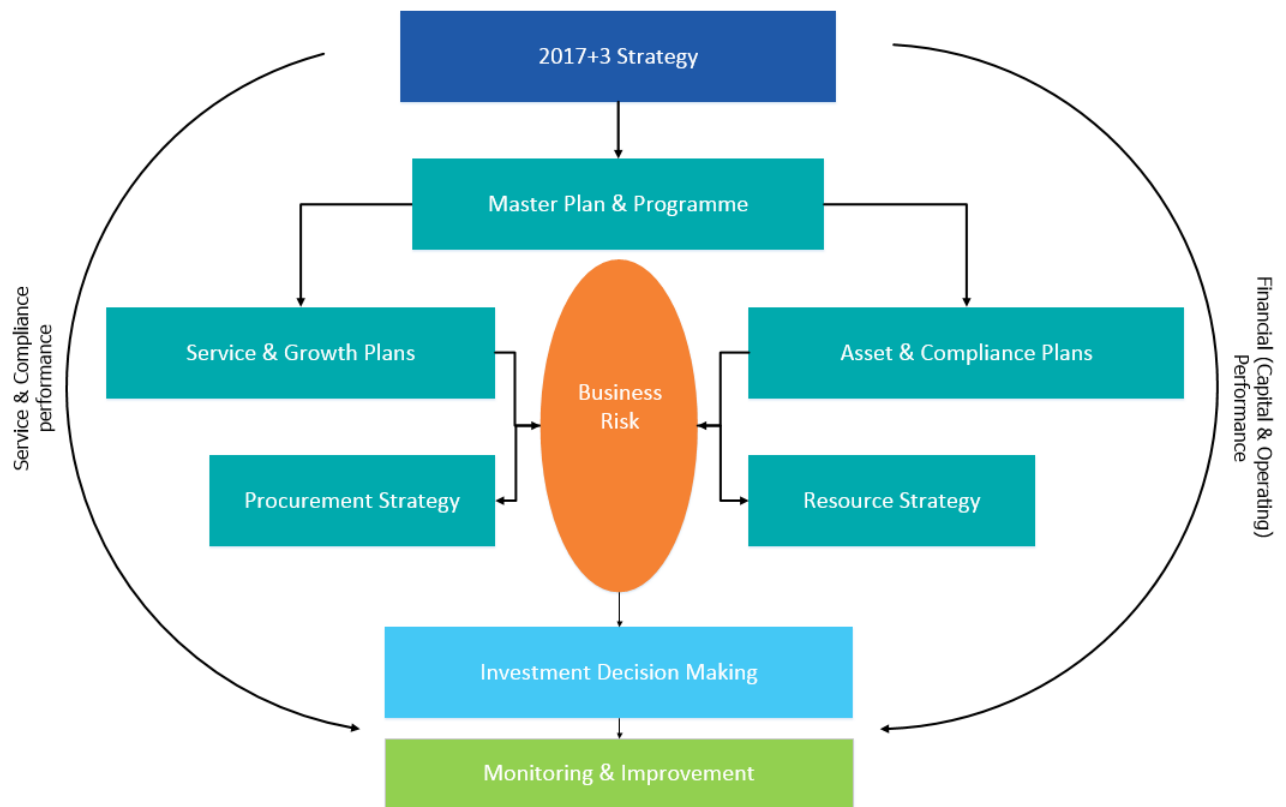 2017+3 Strategy
Master Plan & Programme
Service & Compliance
performance
Service & Growth Plans
Business
Risk
Asset & Compliance Plans
Financial (Capital & Operating)
Performance
Procurement Strategy
Resource Strategy
Investment Decision Making
Monitoring & Improvement